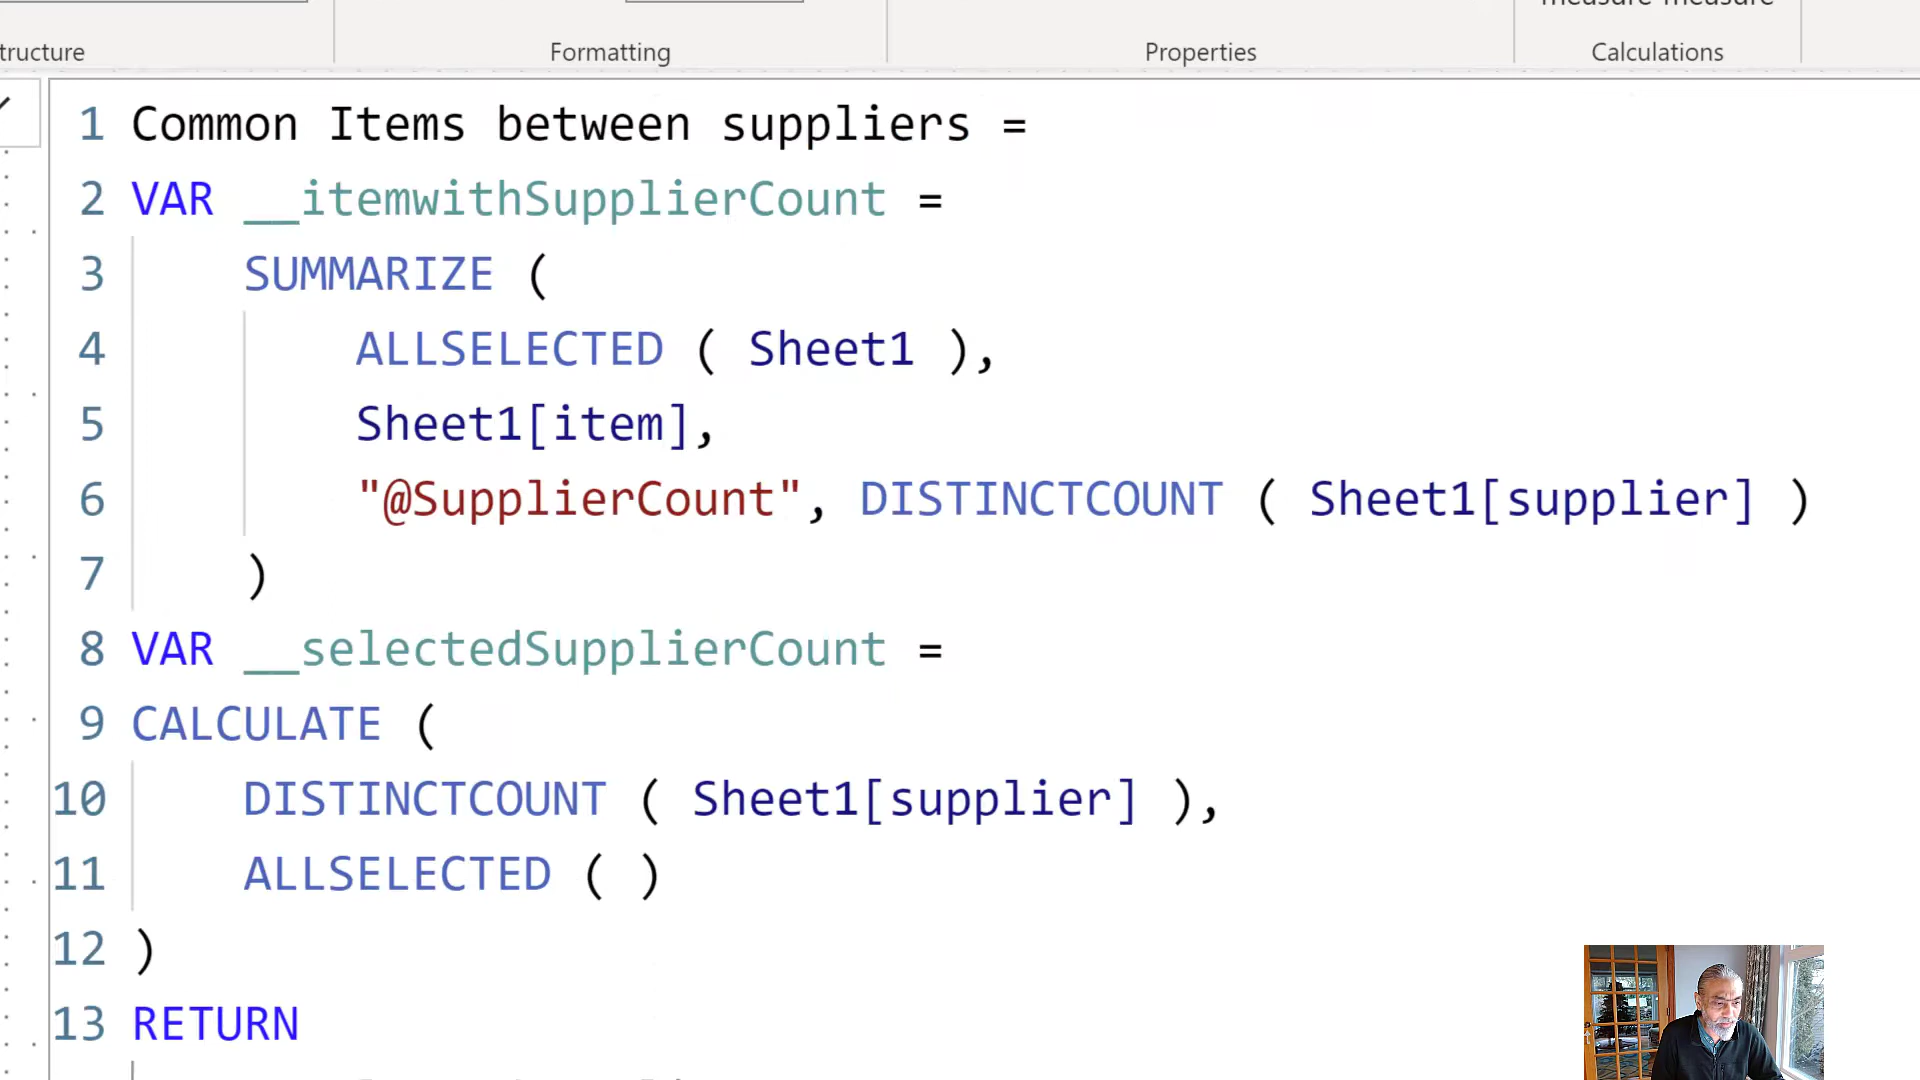 Formatting
Properties
Calculations
1 Common Items between suppliers =
2 VAR __itemwithSupplierCount =
3 SUMMARIZE (
4 ALLSELECTED ( Sheet1 ),
5 Sheet1[item],
6 "@SupplierCount", DISTINCTCOUNT ( Sheet1[supplier] )
7 )
8 VAR __selectedSupplierCount =
9 CALCULATE (
10 DISTINCTCOUNT ( Sheet1[supplier] ),
11 ALLSELECTED ( )
12 )
13 RETURN